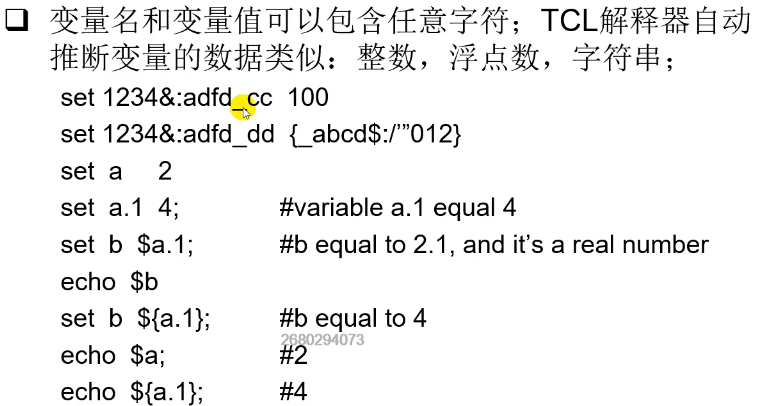 ❑ 变量名和变量值可以包含任意字符；TCL解释器自动
推断变量的数据类似：整数，浮点数，字符串；
set 1234&:adfd_cc 100
set 1234&:adfd_dd {_abcd$:/’”012}
set a 2
set a.1 4; #variable a.1 equal 4
set b $a.1; #b equal to 2.1, and it’s a real number
echo $b
set b ${a.1}; #b equal to 4
2680294073
echo $a; #2
echo ${a.1}; #4